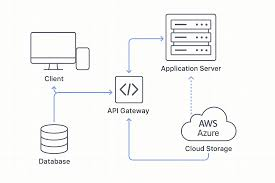 Client
Application Server
</>
API Gateway
AWS
Azure
Cloud Storage
Database